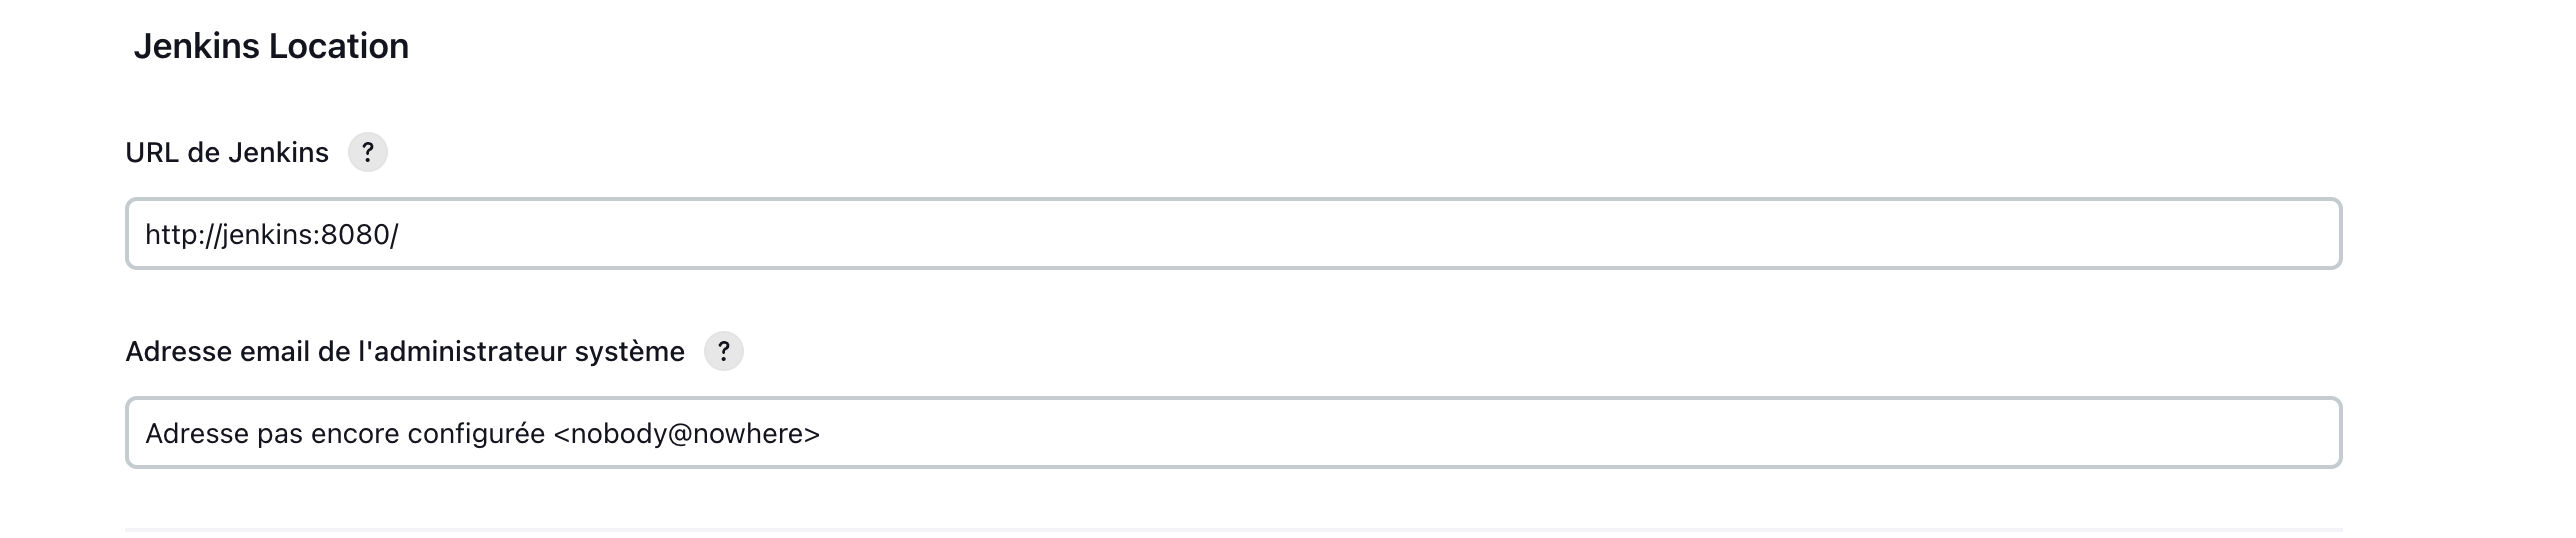 Jenkins Location
URL de Jenkins ?
http://jenkins:8080/
Adresse email de l'administrateur système ?
Adresse pas encore configurée <nobody@nowhere>